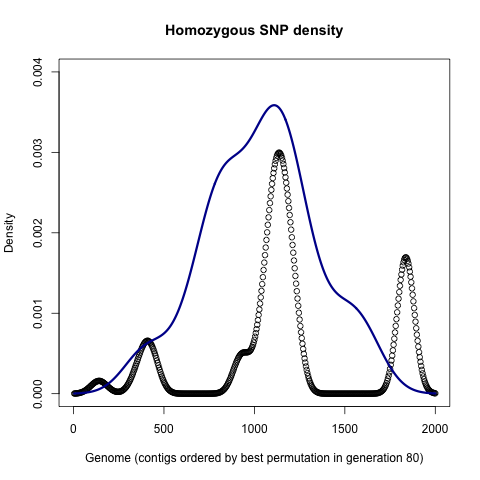 Homozygous SNP density
Density
0.004
0.003
0.002
0.001
0.000
0 500 1000 1500 2000
Genome (contigs ordered by best permutation in generation 80)